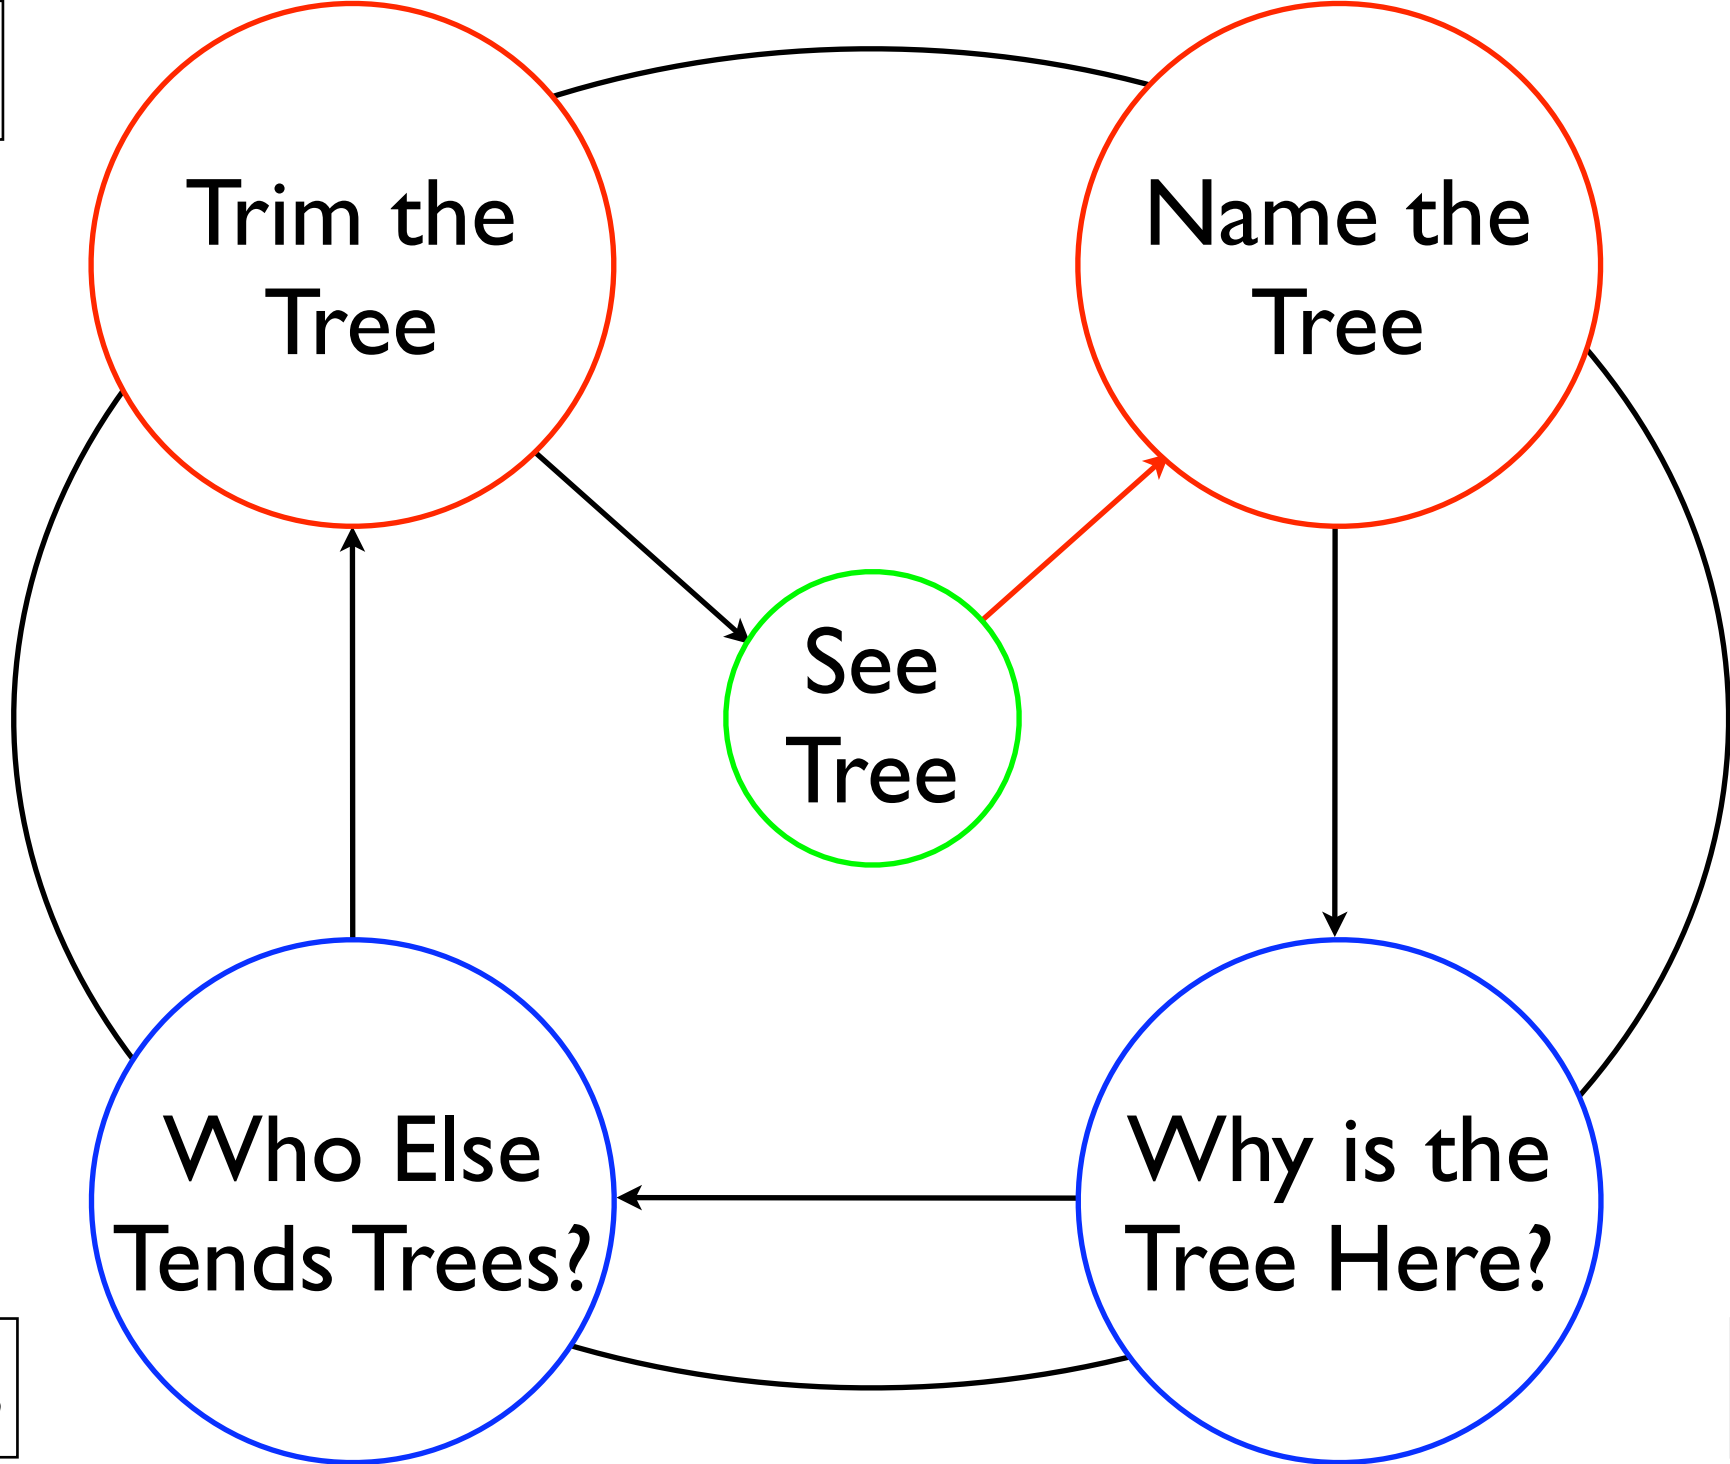 Trim the
Tree
Name the
Tree
See
Tree
Who Else
Tends Trees?
Why is the
Tree Here?